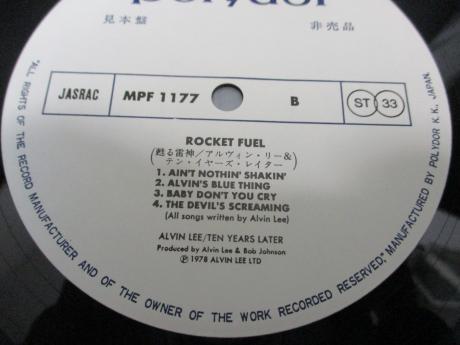 polydor
見本盤 非売品
JASRAC MPF 1177 B ST 33
ROCKET FUEL
(甦る雷神/アルヴィン・リー&
テン・イヤーズ・レイター)
1. AIN'T NOTHIN' SHAKIN'
2. ALVIN'S BLUE THING
3. BABY DON'T YOU CRY
4. THE DEVIL'S SCREAMING
(All songs written by Alvin Lee)
ALVIN LEE/TEN YEARS LATER
Produced by Alvin Lee & Bob Johnson
℗1978 ALVIN LEE LTD
"ALL RIGHTS OF THE RECORD MANUFACTURER AND OF THE OWNER OF THE WORK RECORDED RESERVED." MANUFACTURED BY POLYDOR K.K., JAPAN.